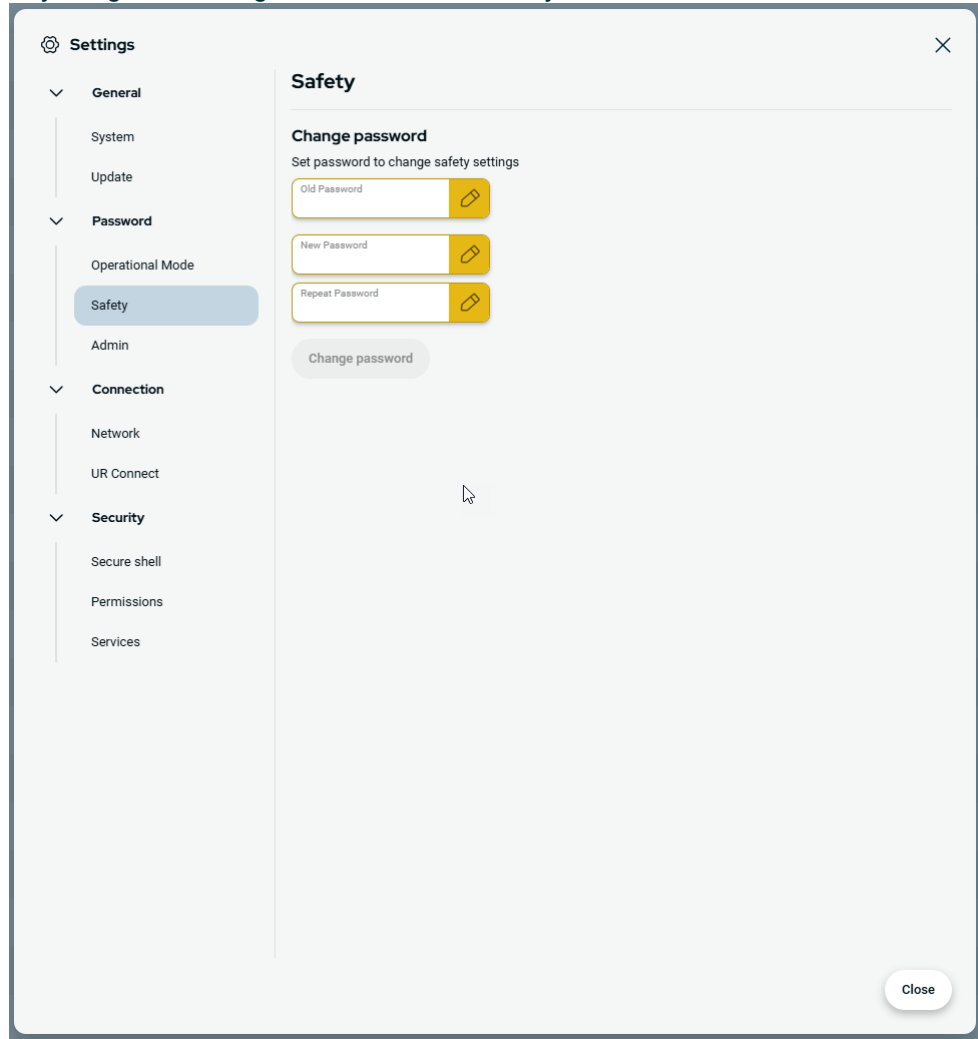 Settings
General
System
Update
Password
Operational Mode
Safety
Admin
Connection
Network
UR Connect
Security
Secure shell
Permissions
Services
Safety
Change password
Set password to change safety settings
Old Password
New Password
Repeat Password
Change password
Close